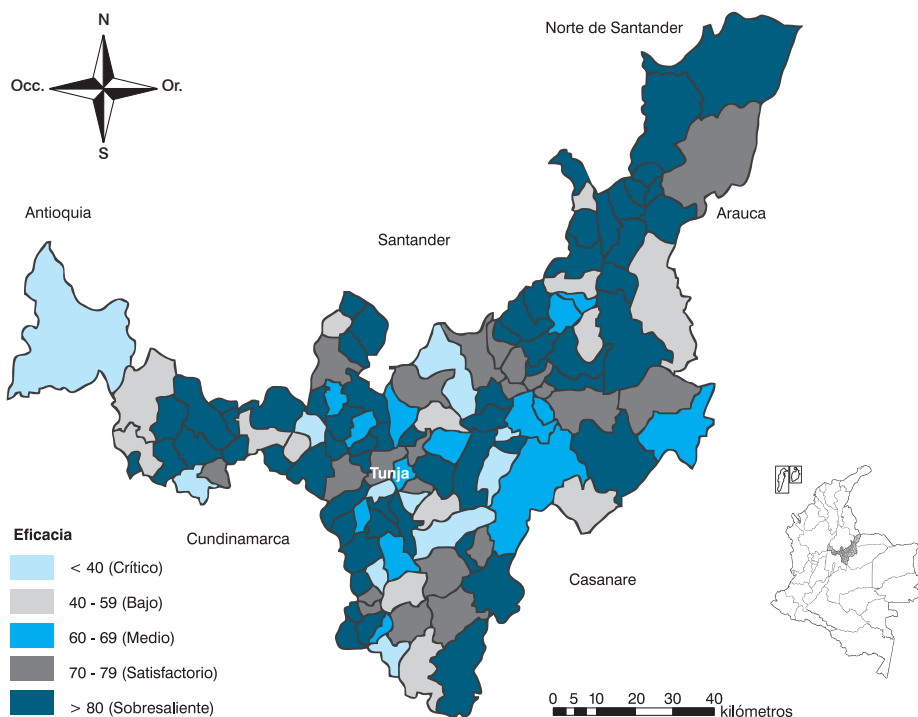 N
Norte de Santander
Occ.
Or.
S
Antioquia
Arauca
Santander
Tunja
Cundinamarca
Casanare
Eficacia
< 40 (Crítico)
40 - 59 (Bajo)
60 - 69 (Medio)
70 - 79 (Satisfactorio)
> 80 (Sobresaliente)
0 5 10 20 30 40
kilómetros